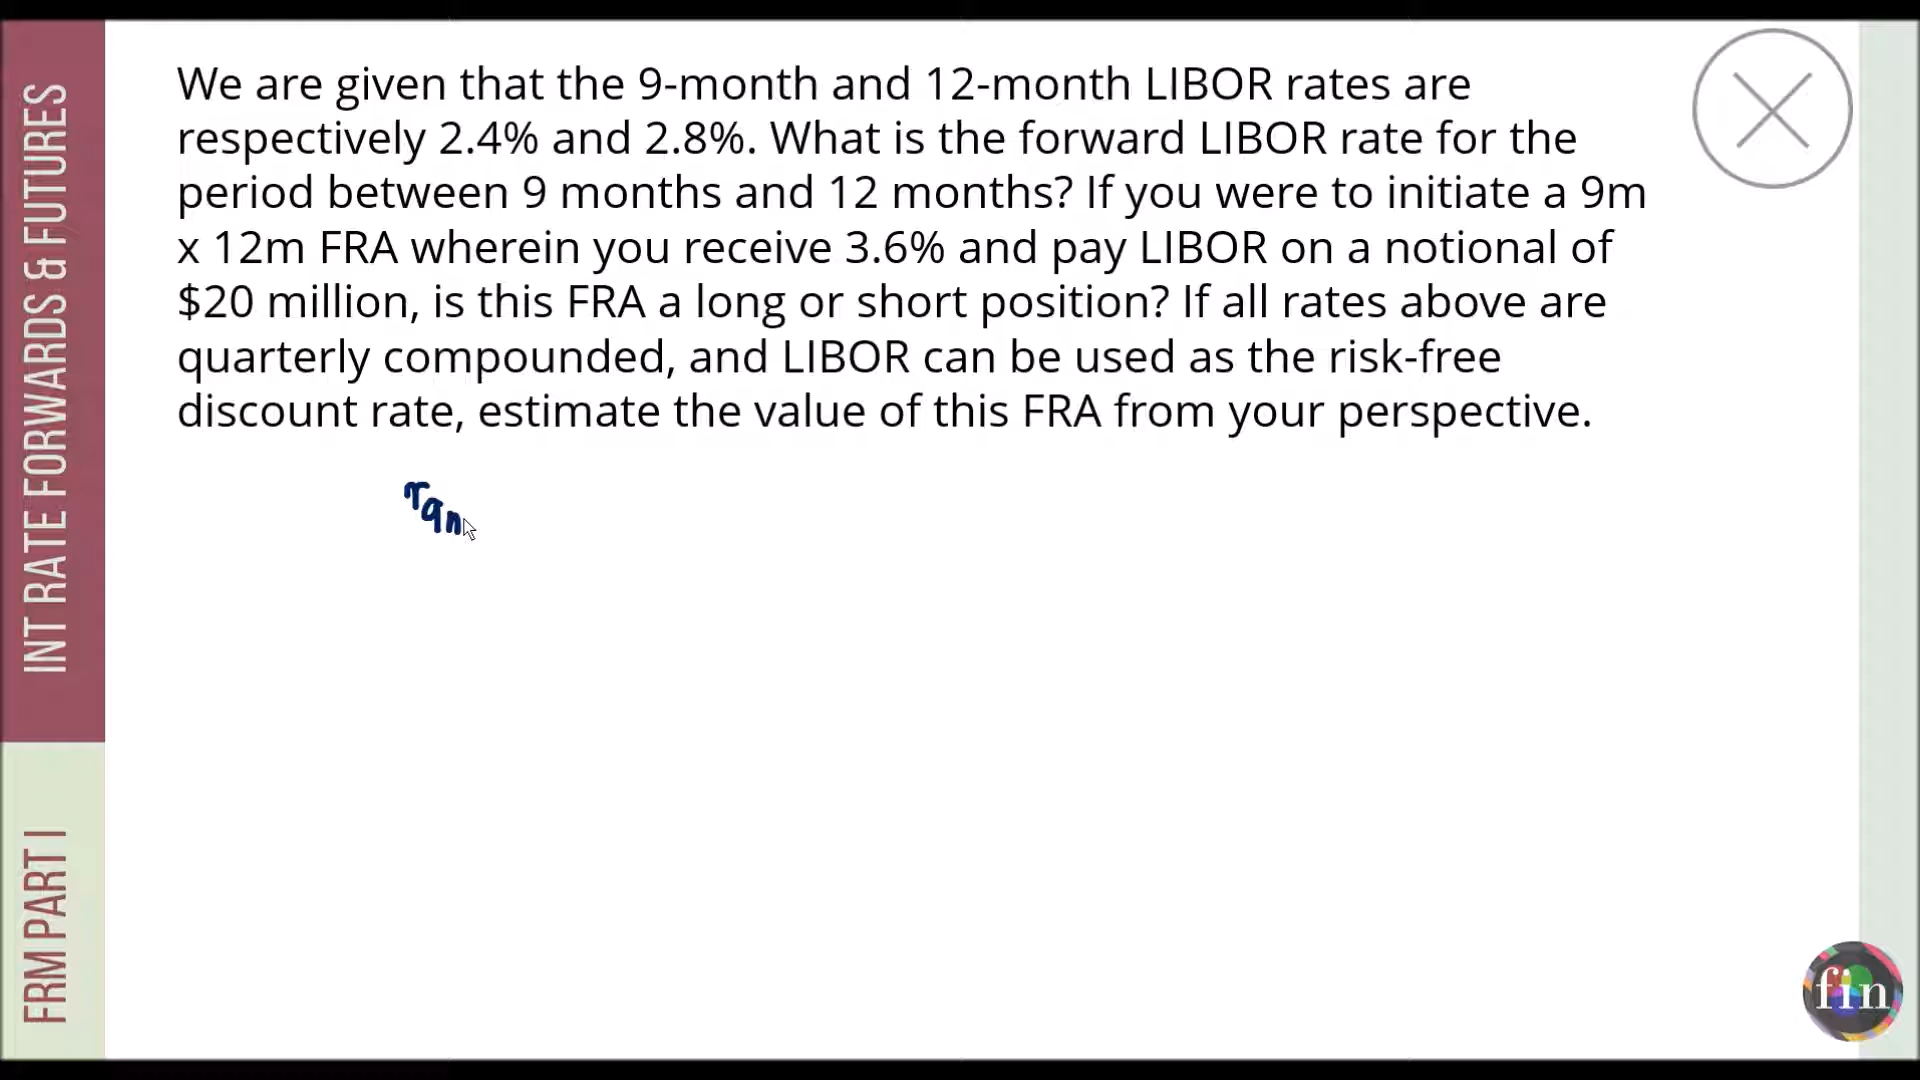 INT RATE FORWARDS & FUTURES
FRM PART I
We are given that the 9-month and 12-month LIBOR rates are
respectively 2.4% and 2.8%. What is the forward LIBOR rate for the
period between 9 months and 12 months? If you were to initiate a 9m
x 12m FRA wherein you receive 3.6% and pay LIBOR on a notional of
$20 million, is this FRA a long or short position? If all rates above are
quarterly compounded, and LIBOR can be used as the risk-free
discount rate, estimate the value of this FRA from your perspective.
r9n
fin